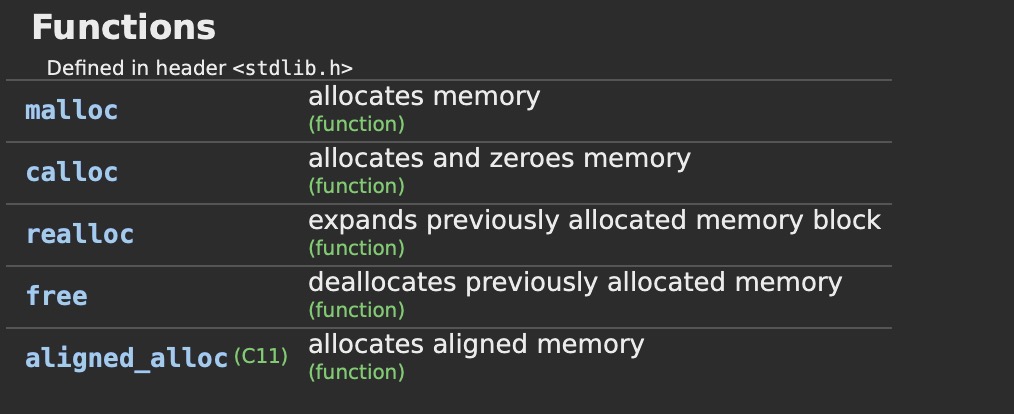 Functions
Defined in header <stdlib.h>
malloc allocates memory
(function)
calloc allocates and zeroes memory
(function)
realloc expands previously allocated memory block
(function)
free deallocates previously allocated memory
(function)
aligned_alloc (C11) allocates aligned memory
(function)